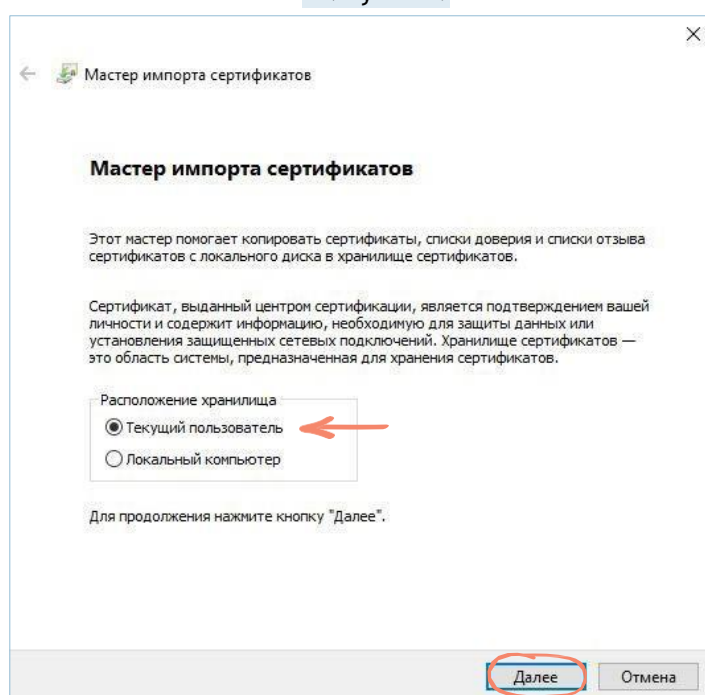 Мастер импорта сертификатов
Мастер импорта сертификатов
Этот мастер помогает копировать сертификаты, списки доверия и списки отзыва
сертификатов с локального диска в хранилище сертификатов.
Сертификат, выданный центром сертификации, является подтверждением вашей
личности и содержит информацию, необходимую для защиты данных или
установления защищенных сетевых подключений. Хранилище сертификатов —
это область системы, предназначенная для хранения сертификатов.
Расположение хранилища
Текущий пользователь
Локальный компьютер
Для продолжения нажмите кнопку "Далее".
Далее Отмена